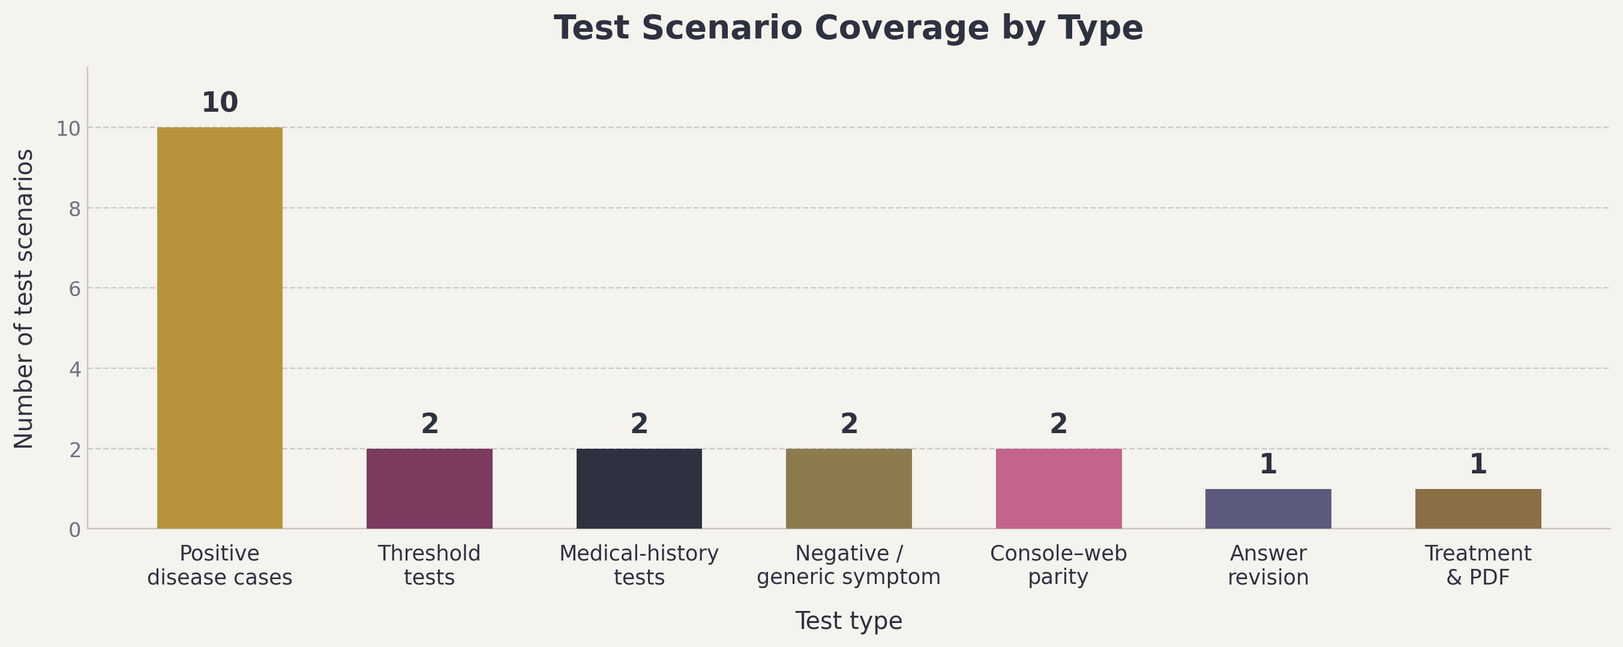 Test Scenario Coverage by Type
Number of test scenarios
10
8
6
4
2
0
10
2
2
2
2
1
1
Positive
disease cases
Threshold
tests
Medical-history
tests
Negative /
generic symptom
Console–web
parity
Answer
revision
Treatment
& PDF
Test type